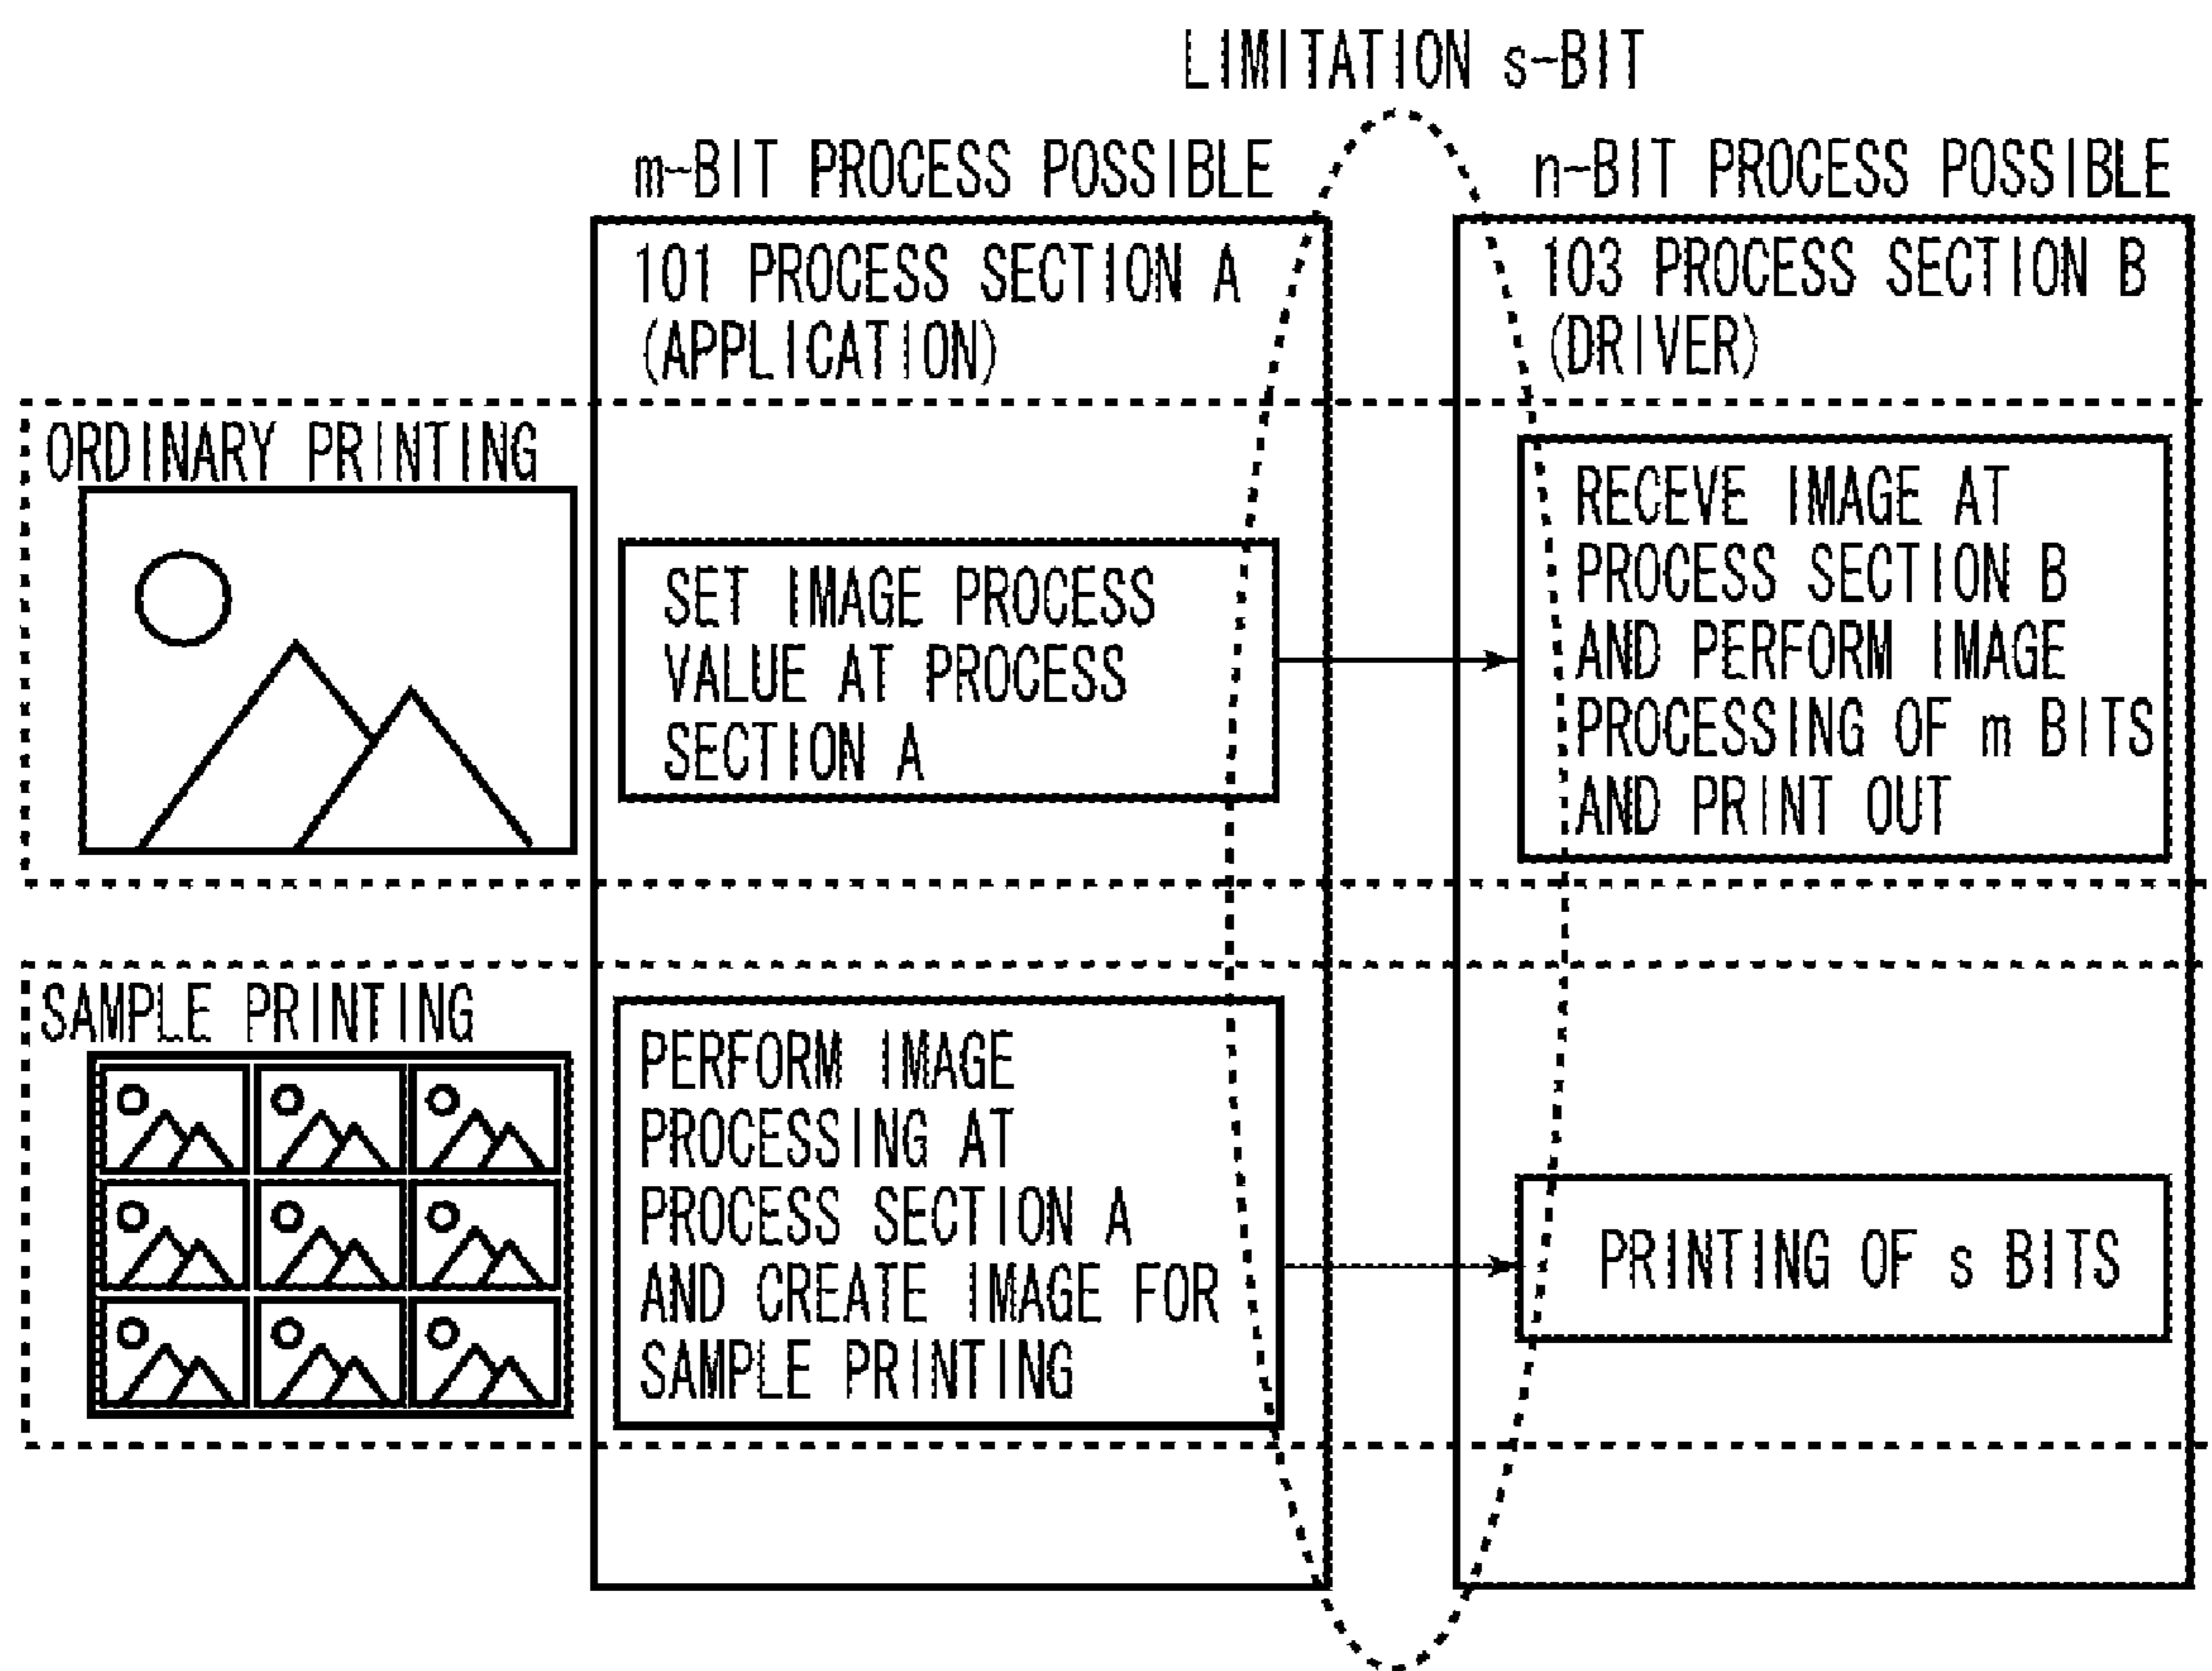 LIMITATION s-BIT
m-BIT PROCESS POSSIBLE
n-BIT PROCESS POSSIBLE
101 PROCESS SECTION A
(APPLICATION)
103 PROCESS SECTION B
(DRIVER)
ORDINARY PRINTING
SET IMAGE PROCESS
VALUE AT PROCESS
SECTION A
RECEVE IMAGE AT
PROCESS SECTION B
AND PERFORM IMAGE
PROCESSING OF m BITS
AND PRINT OUT
SAMPLE PRINTING
PERFORM IMAGE
PROCESSING AT
PROCESS SECTION A
AND CREATE IMAGE FOR
SAMPLE PRINTING
PRINTING OF s BITS